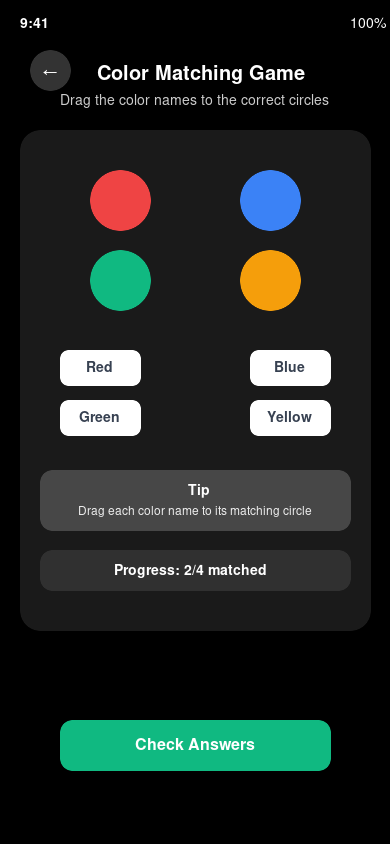 9:41
100%
←
Color Matching Game
Drag the color names to the correct circles
Red
Blue
Green
Yellow
Tip
Drag each color name to its matching circle
Progress: 2/4 matched
Check Answers